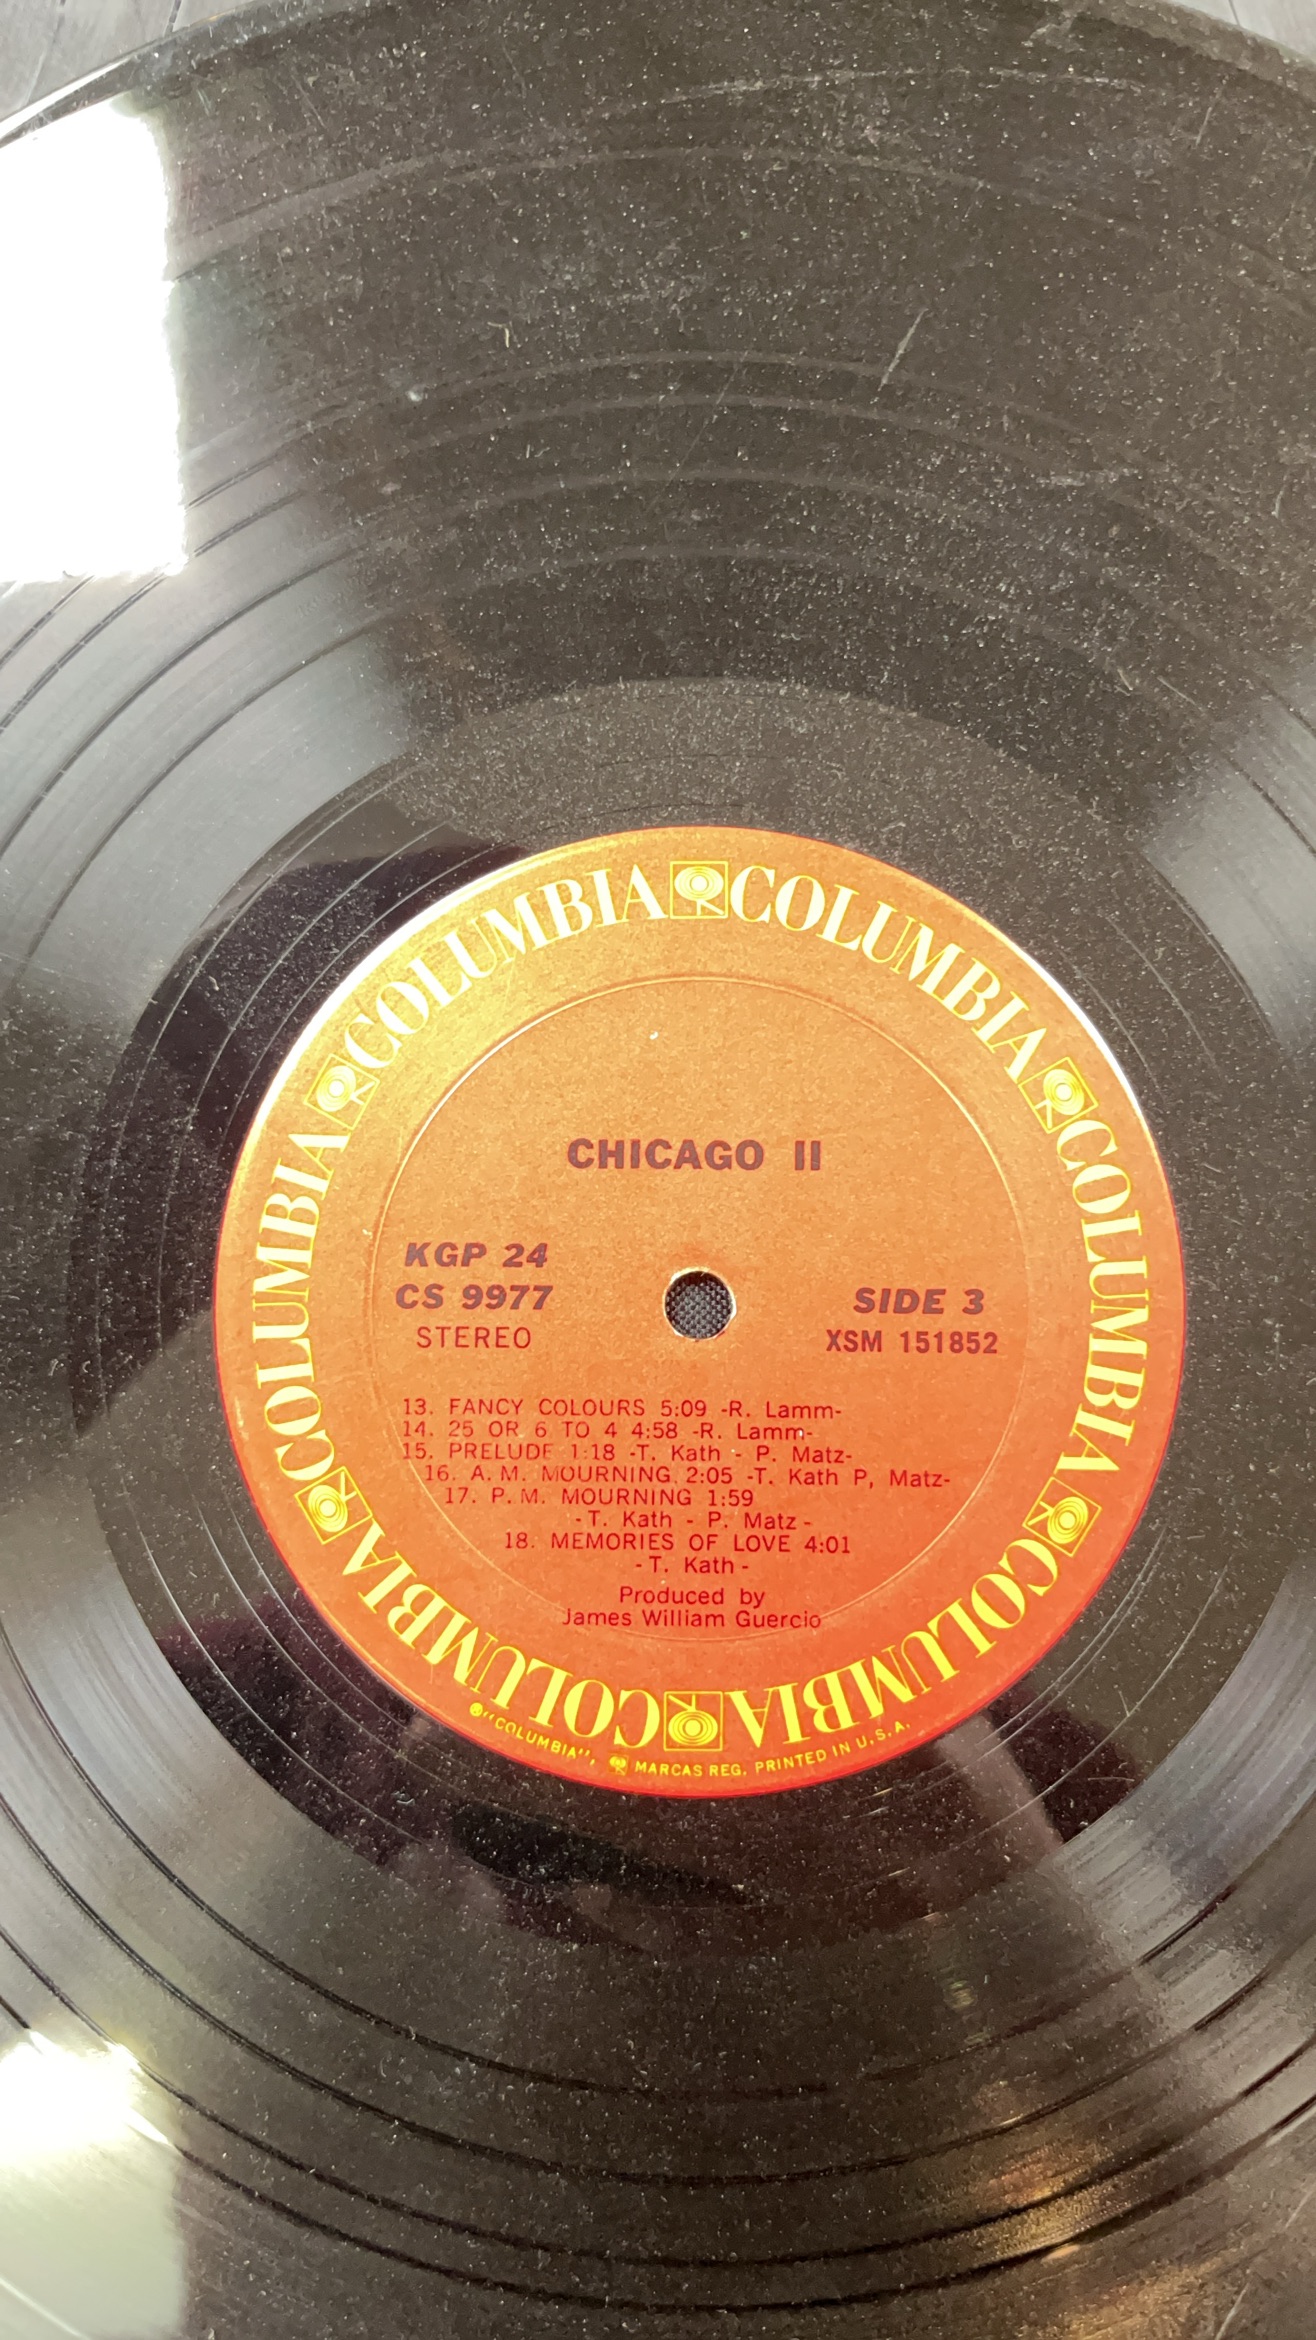 COLUMBIA COLUMBIA COLUMBIA COLUMBIA COLUMBIA COLUMBIA
CHICAGO II
KGP 24
CS 9977
STEREO
SIDE 3
XSM 151852
13. FANCY COLOURS 5:09 -R. Lamm-
14. 25 OR 6 TO 4 4:58 -R. Lamm-
15. PRELUDE 1:18 -T. Kath - P. Matz-
16. A. M. MOURNING 2:05 -T. Kath P, Matz-
17. P. M. MOURNING 1:59
-T. Kath - P. Matz-
18. MEMORIES OF LOVE 4:01
-T. Kath-
Produced by
James William Guercio
® "COLUMBIA", MARCAS REG. PRINTED IN U.S.A.